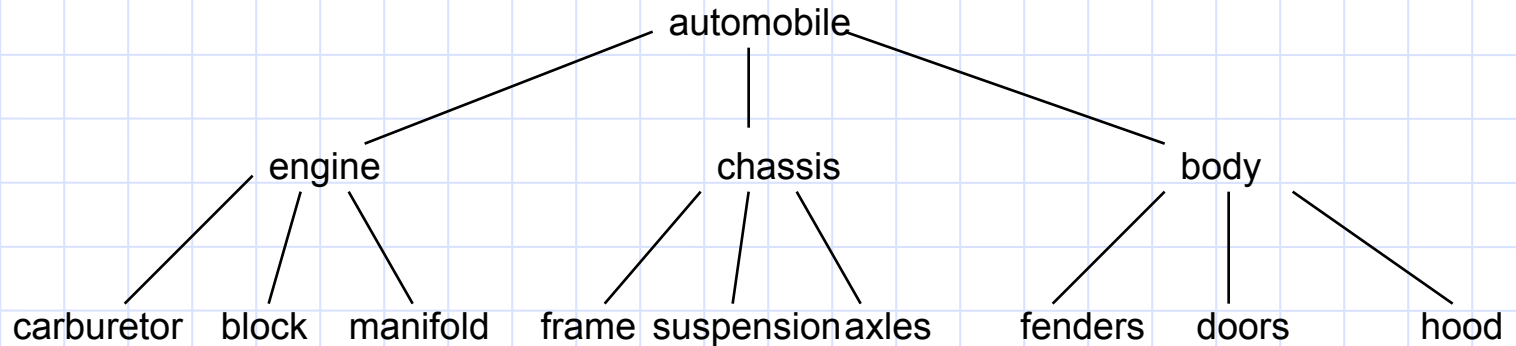 automobile
engine chassis body
carburetor block manifold frame suspension axles fenders doors hood